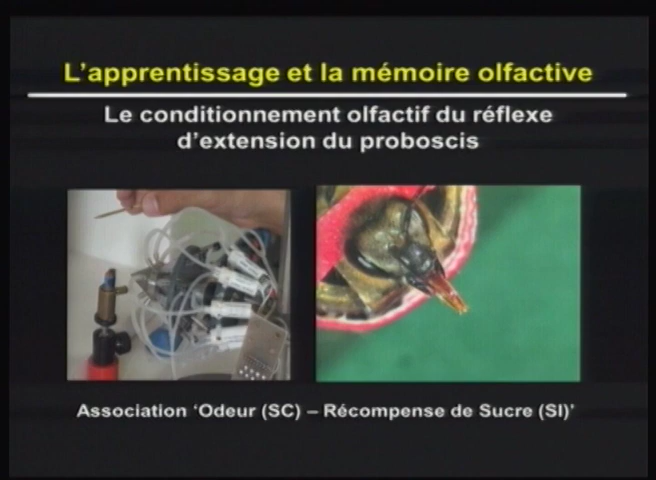 L'apprentissage et la mémoire olfactive
Le conditionnement olfactif du réflexe
d'extension du proboscis
Association 'Odeur (SC) – Récompense de Sucre (SI)'